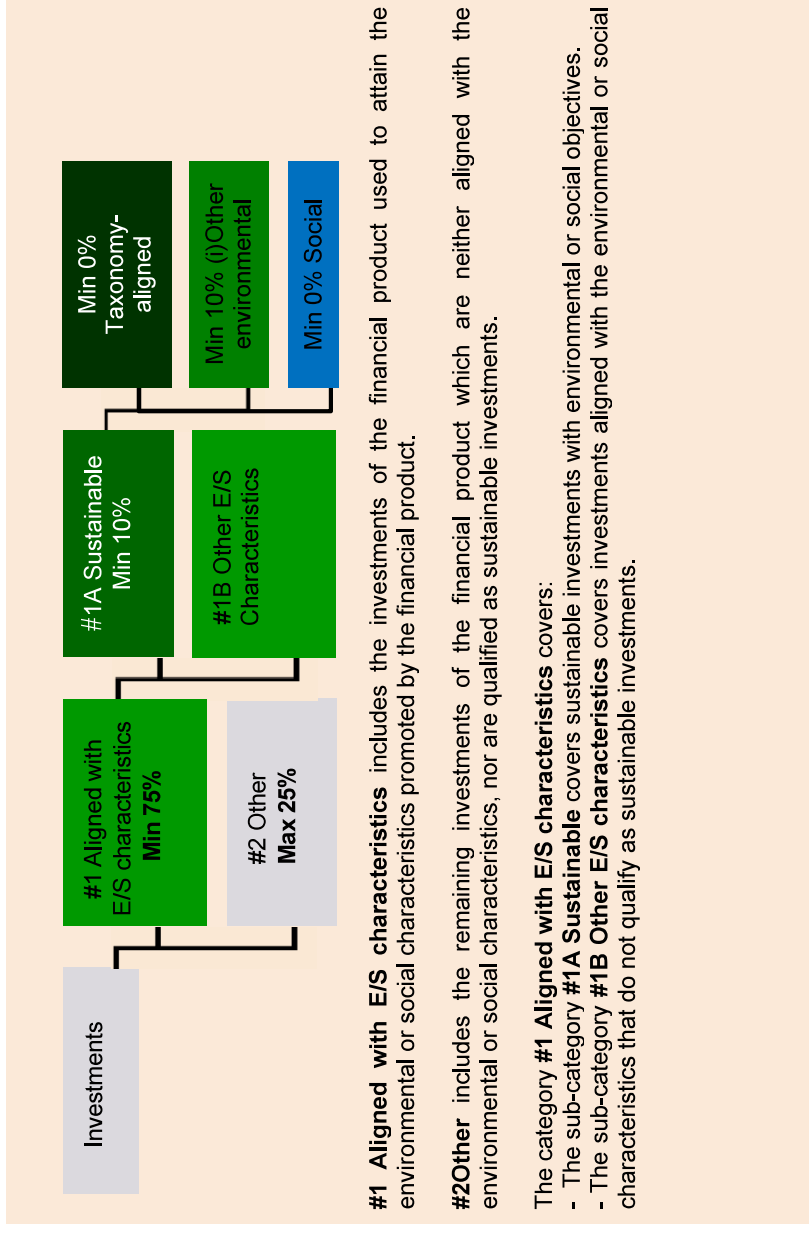 Investments
#1 Aligned with
E/S characteristics
Min 75%
#2 Other
Max 25%
#1A Sustainable
Min 10%
#1B Other E/S
Characteristics
Min 0%
Taxonomy-
aligned
Min 10% (i)Other
environmental
Min 0% Social
#1 Aligned with E/S characteristics includes the investments of the financial product used to attain the
environmental or social characteristics promoted by the financial product.
#2Other includes the remaining investments of the financial product which are neither aligned with the
environmental or social characteristics, nor are qualified as sustainable investments.
The category #1 Aligned with E/S characteristics covers:
- The sub-category #1A Sustainable covers sustainable investments with environmental or social objectives.
- The sub-category #1B Other E/S characteristics covers investments aligned with the environmental or social
characteristics that do not qualify as sustainable investments.